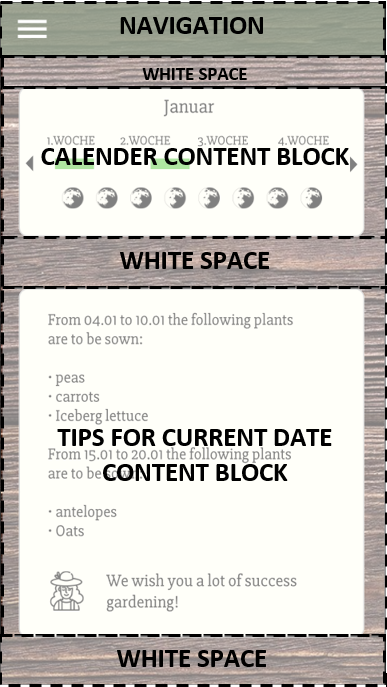 NAVIGATION
WHITE SPACE
Januar
1.WOCHE 2.WOCHE 3.WOCHE 4.WOCHE
CALENDER CONTENT BLOCK
WHITE SPACE
From 04.01 to 10.01 the following plants
are to be sown:
• peas
• carrots
• Iceberg lettuce
TIPS FOR CURRENT DATE
From 15.01 to 20.01 the following plants
are to be sown:
CONTENT BLOCK
• antelopes
• Oats
We wish you a lot of success
gardening!
WHITE SPACE